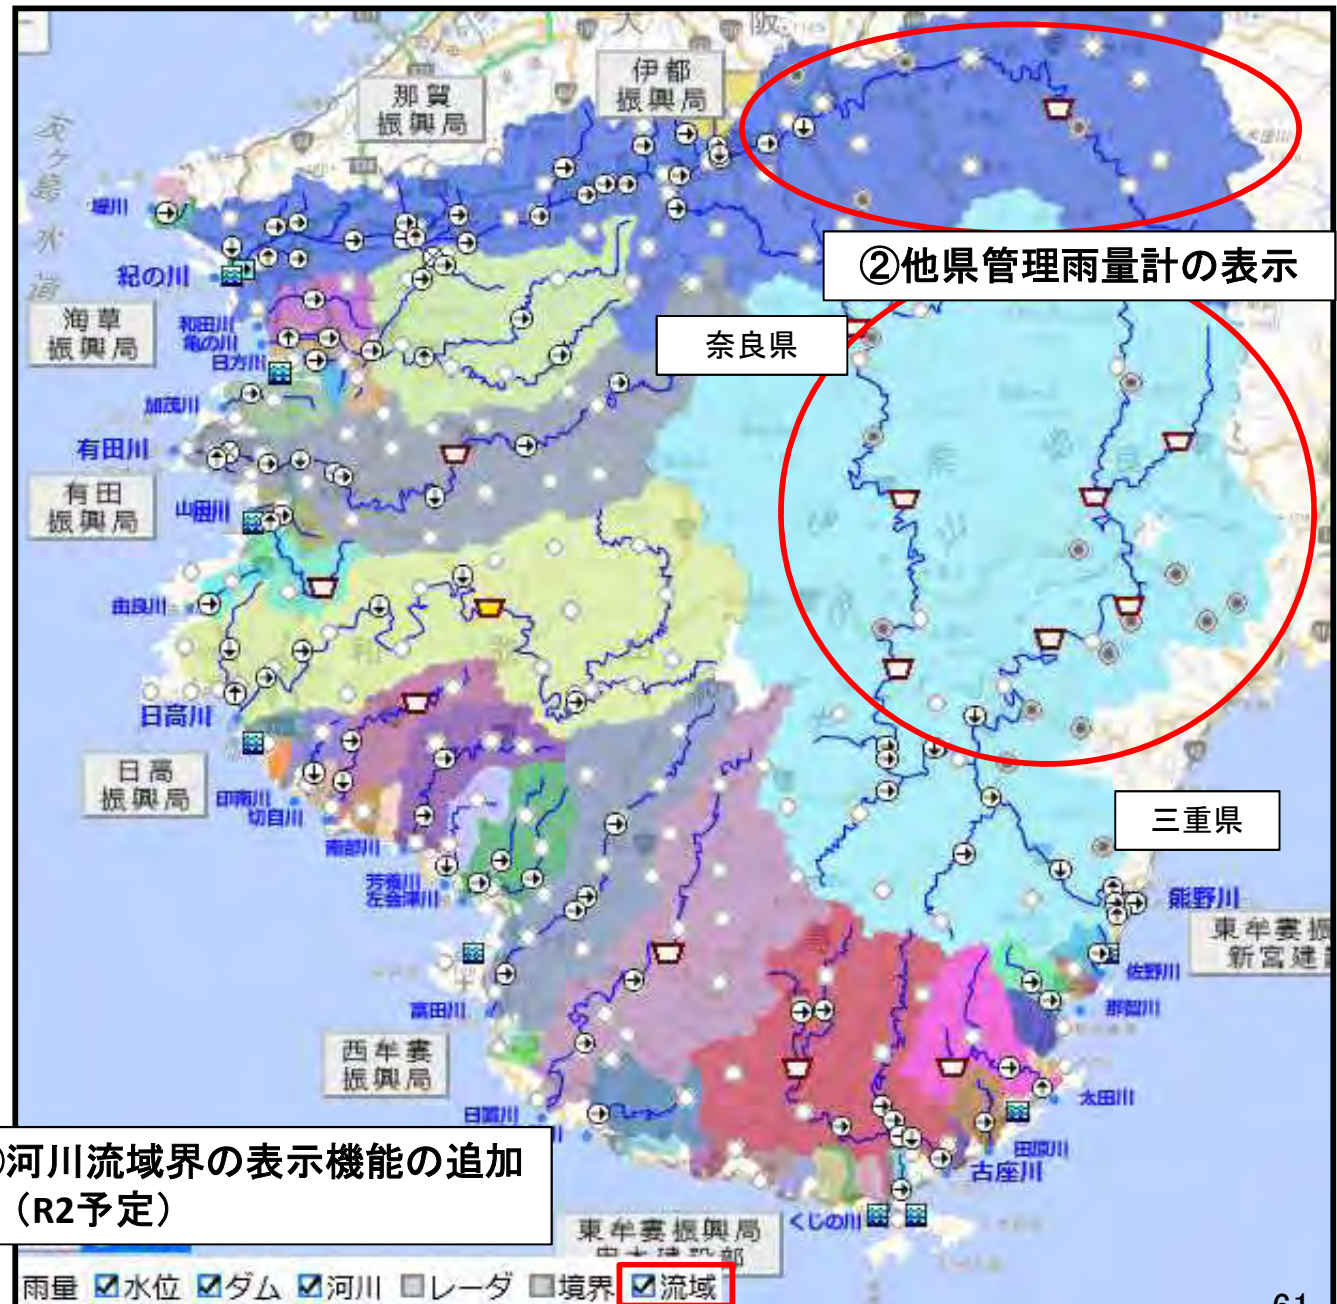 大
阪
伊都
振興局
那賀
振興局
堀川
紀の川
②他県管理雨量計の表示
海草
振興局
和田川
亀の川
日方川
奈良県
加茂川
有田川
有田
振興局
山田川
由良川
日高川
日高
振興局
印南川
切目川
南部川
芳養川
左会津川
三重県
熊野川
東牟婁振
新宮建
佐野川
那智川
富田川
西牟婁
振興局
日置川
太田川
田原川
古座川
河川流域界の表示機能の追加
（R2予定）
くじの川
東牟婁振興局
串本建設部
雨量 水位 ダム 河川 レーダ 境界 流域
61